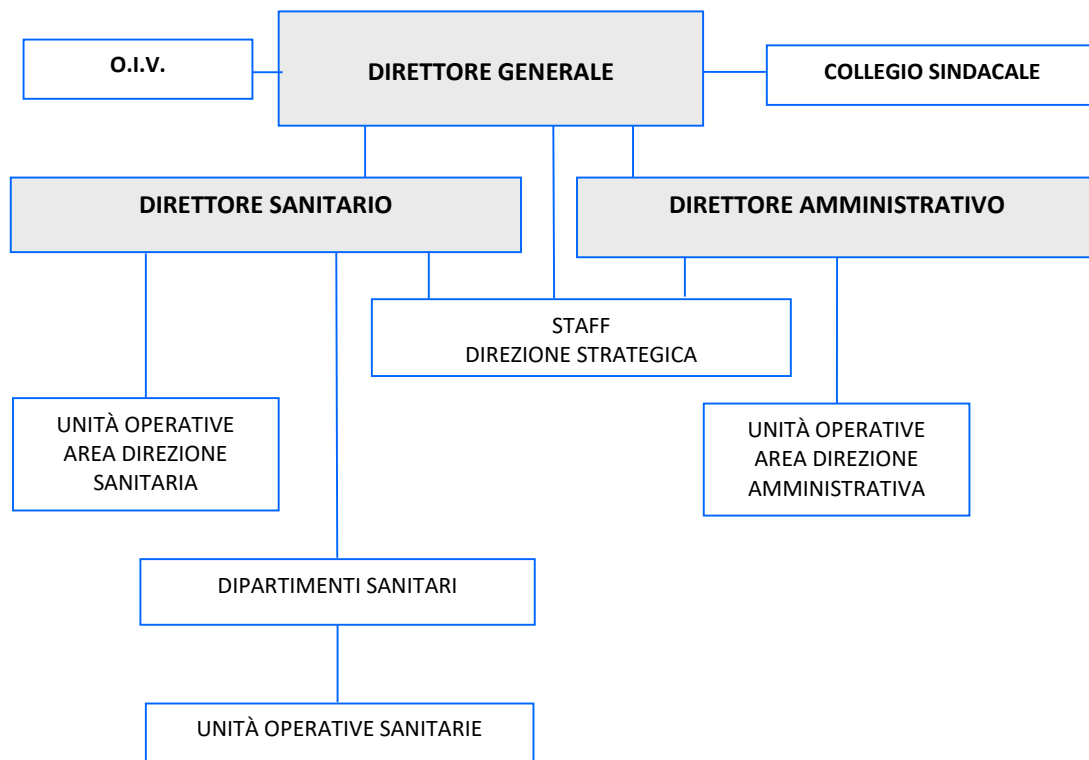 O.I.V.
DIRETTORE GENERALE
COLLEGIO SINDACALE
DIRETTORE SANITARIO
DIRETTORE AMMINISTRATIVO
STAFF
DIREZIONE STRATEGICA
UNITÀ OPERATIVE
AREA DIREZIONE
SANITARIA
UNITÀ OPERATIVE
AREA DIREZIONE
AMMINISTRATIVA
DIPARTIMENTI SANITARI
UNITÀ OPERATIVE SANITARIE